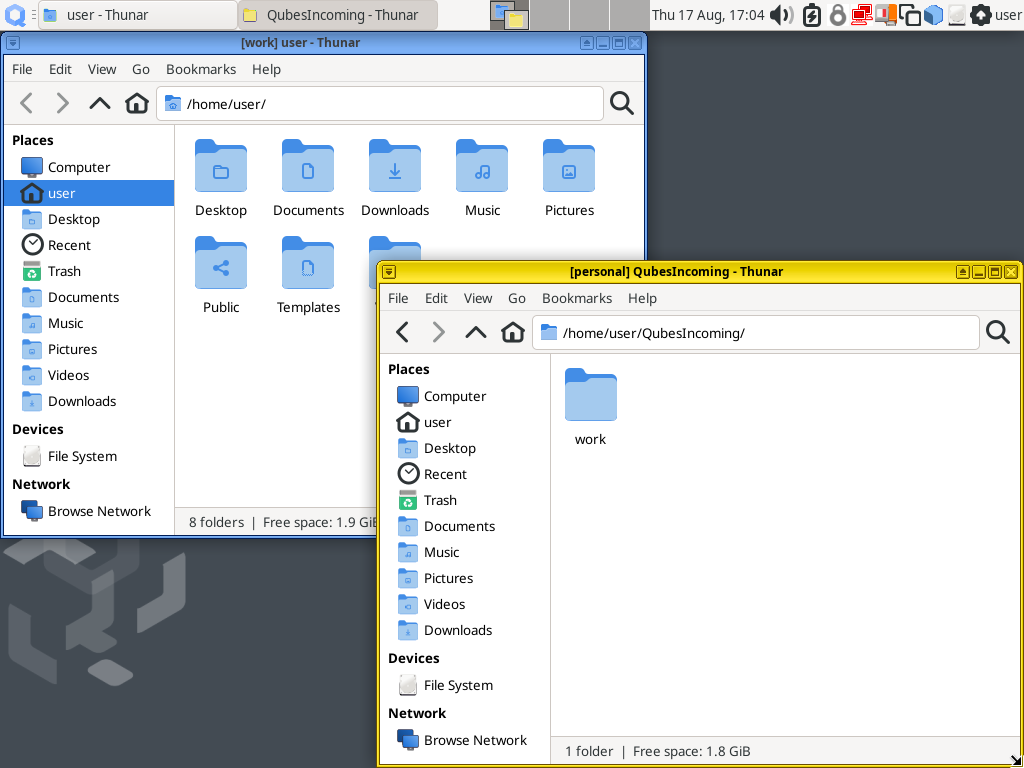 user - Thunar
QubesIncoming - Thunar
Thu 17 Aug, 17:04
user
[work] user - Thunar
File Edit View Go Bookmarks Help
/home/user/
Places
Computer
user
Desktop
Recent
Trash
Documents
Music
Pictures
Videos
Downloads
Devices
File System
Network
Browse Network
Desktop Documents Downloads Music Pictures
Public Templates
8 folders | Free space: 1.9 GiB
[personal] QubesIncoming - Thunar
File Edit View Go Bookmarks Help
/home/user/QubesIncoming/
Places
Computer
user
Desktop
Recent
Trash
Documents
Music
Pictures
Videos
Downloads
Devices
File System
Network
Browse Network
work
1 folder | Free space: 1.8 GiB